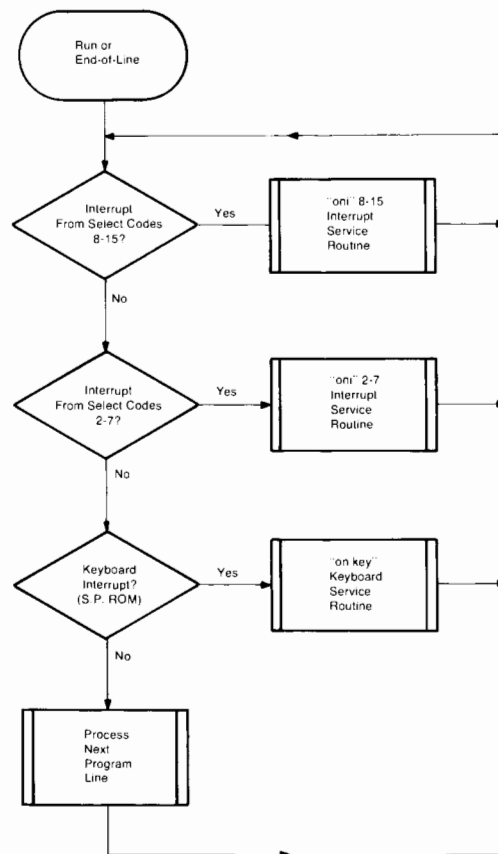 Run or
End-of-Line
Interrupt
From Select Codes
8-15?
Yes
"oni" 8-15
Interrupt
Service
Routine
No
Interrupt
From Select Codes
2-7?
Yes
"oni" 2-7
Interrupt
Service
Routine
No
Keyboard
Interrupt?
(S.P. ROM)
Yes
"on key"
Keyboard
Service
Routine
No
Process
Next
Program
Line